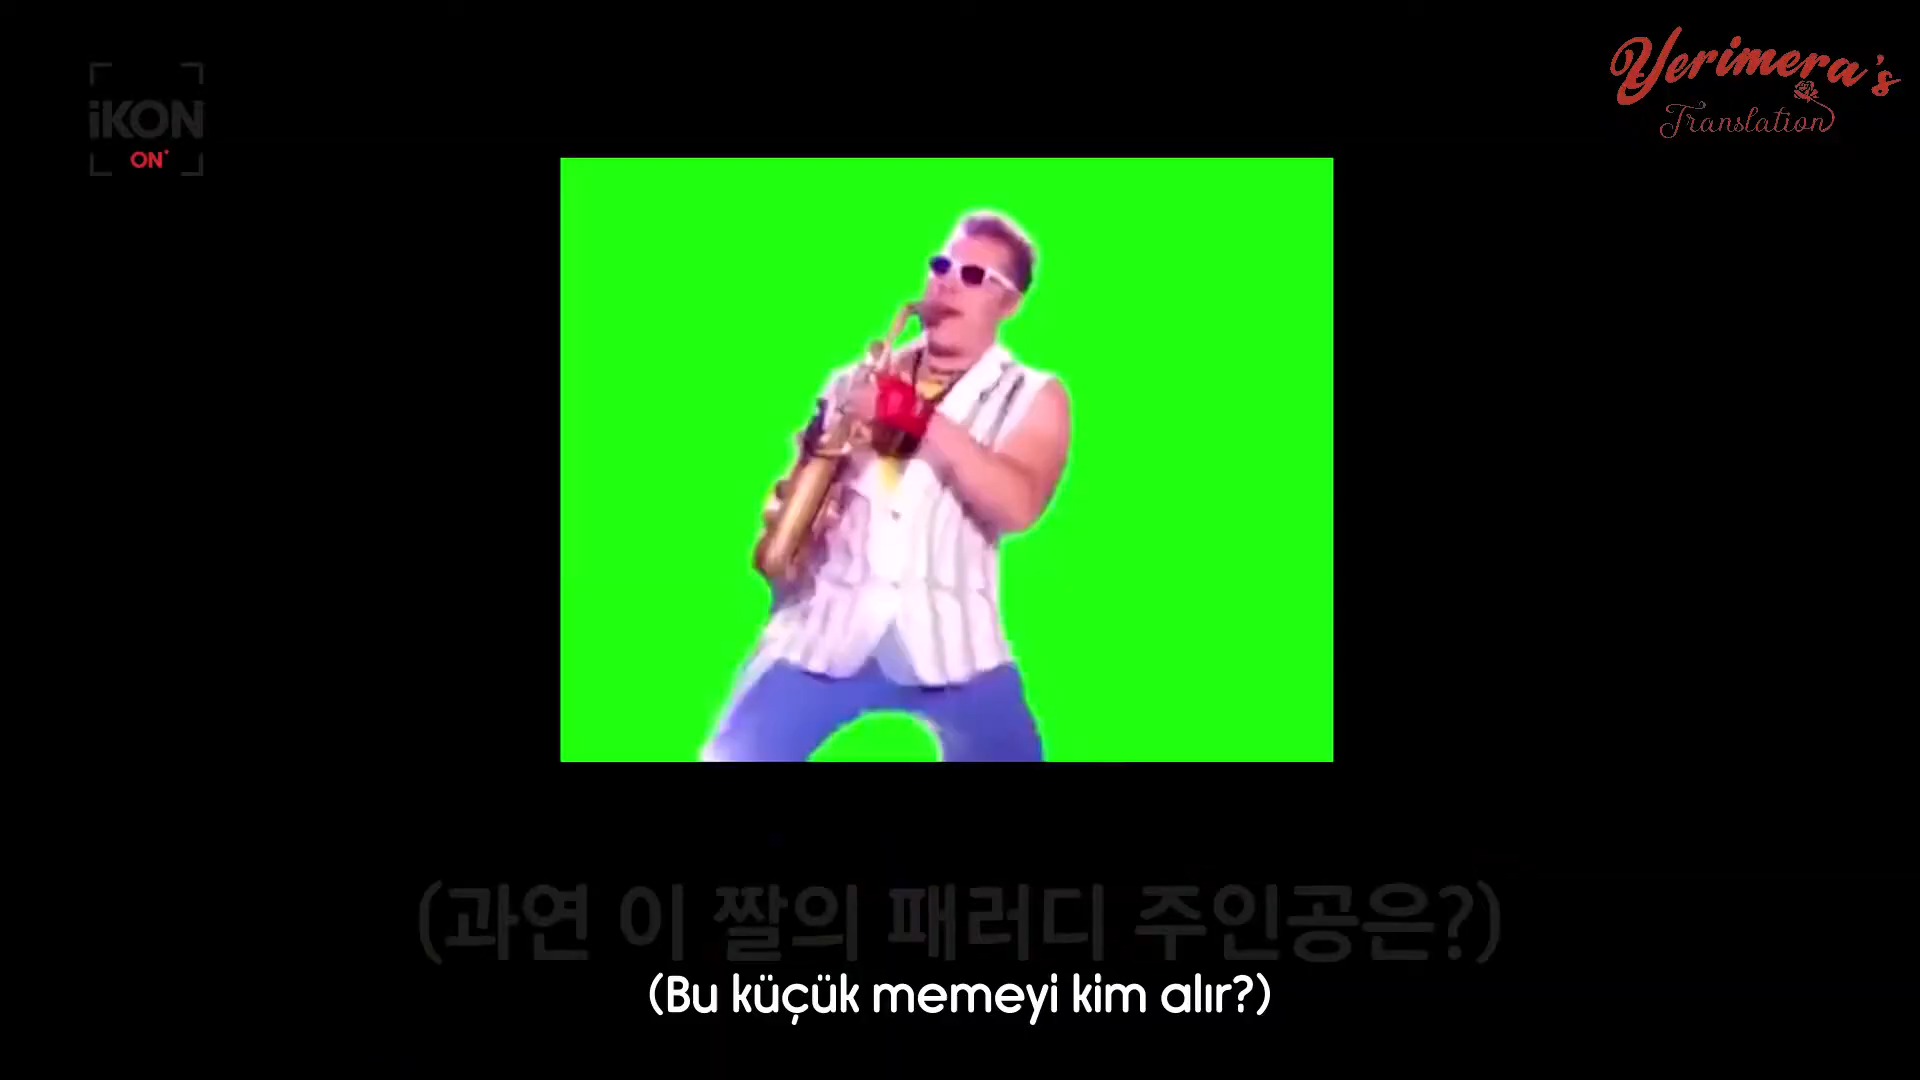 iKON
ON
Yerimera's
Translation
(과연 이 짤의 패러디 주인공은?)
(Bu küçük memeyi kim alır?)